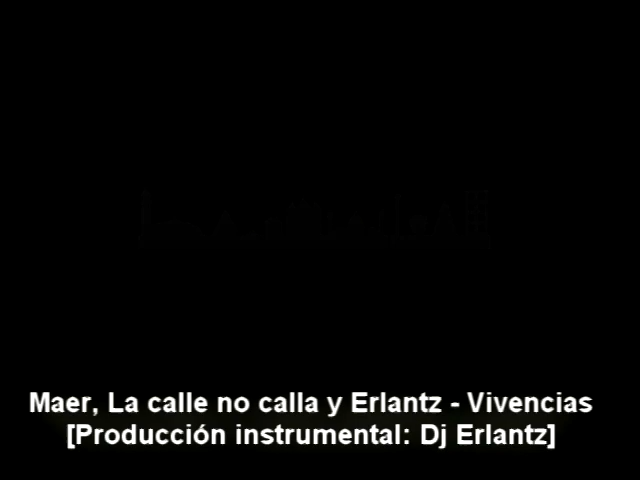 Maer, La calle no calla y Erlantz - Vivencias
[Producción instrumental: Dj Erlantz]